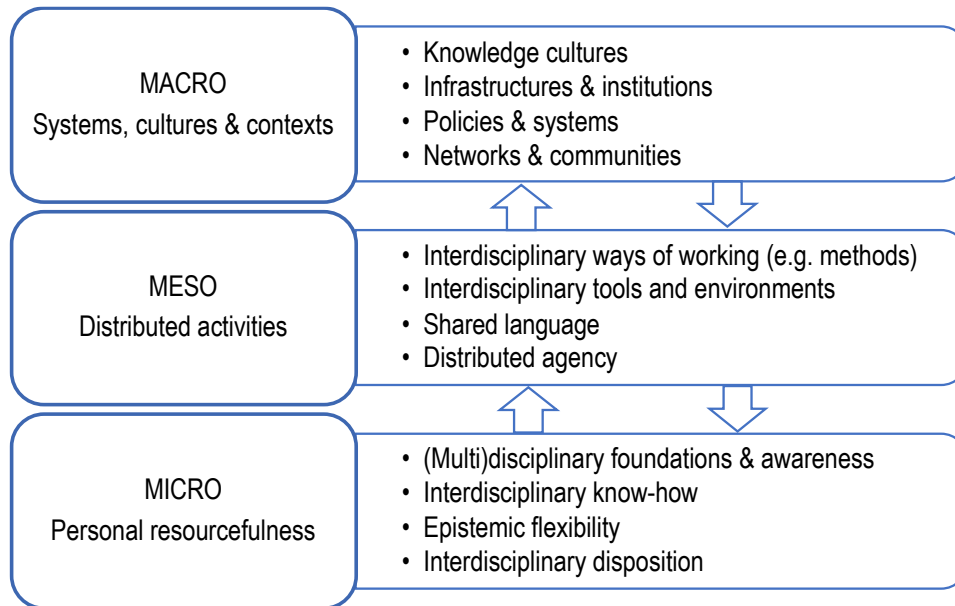 MACRO
Systems, cultures & contexts
• Knowledge cultures
• Infrastructures & institutions
• Policies & systems
• Networks & communities
MESO
Distributed activities
• Interdisciplinary ways of working (e.g. methods)
• Interdisciplinary tools and environments
• Shared language
• Distributed agency
MICRO
Personal resourcefulness
• (Multi)disciplinary foundations & awareness
• Interdisciplinary know-how
• Epistemic flexibility
• Interdisciplinary disposition